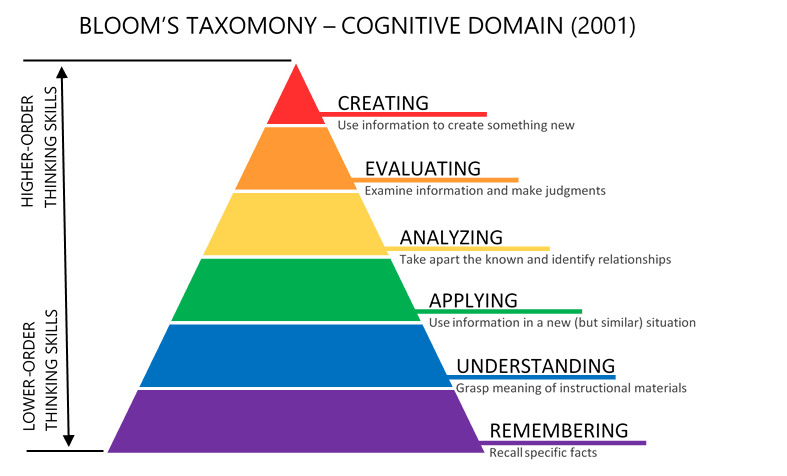 BLOOM'S TAXOMONY – COGNITIVE DOMAIN (2001)
HIGHER-ORDER
THINKING SKILLS
CREATING
Use information to create something new
EVALUATING
Examine information and make judgments
ANALYZING
Take apart the known and identify relationships
APPLYING
Use information in a new (but similar) situation
LOWER-ORDER
THINKING SKILLS
UNDERSTANDING
Grasp meaning of instructional materials
REMEMBERING
Recall specific facts